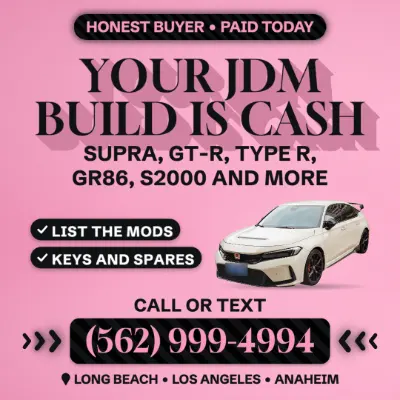 HONEST BUYER • PAID TODAY
YOUR JDM
BUILD IS CASH
SUPRA, GT-R, TYPE R,
GR86, S2000 AND MORE
LIST THE MODS
KEYS AND SPARES
CALL OR TEXT
(562) 999-4994
LONG BEACH • LOS ANGELES • ANAHEIM